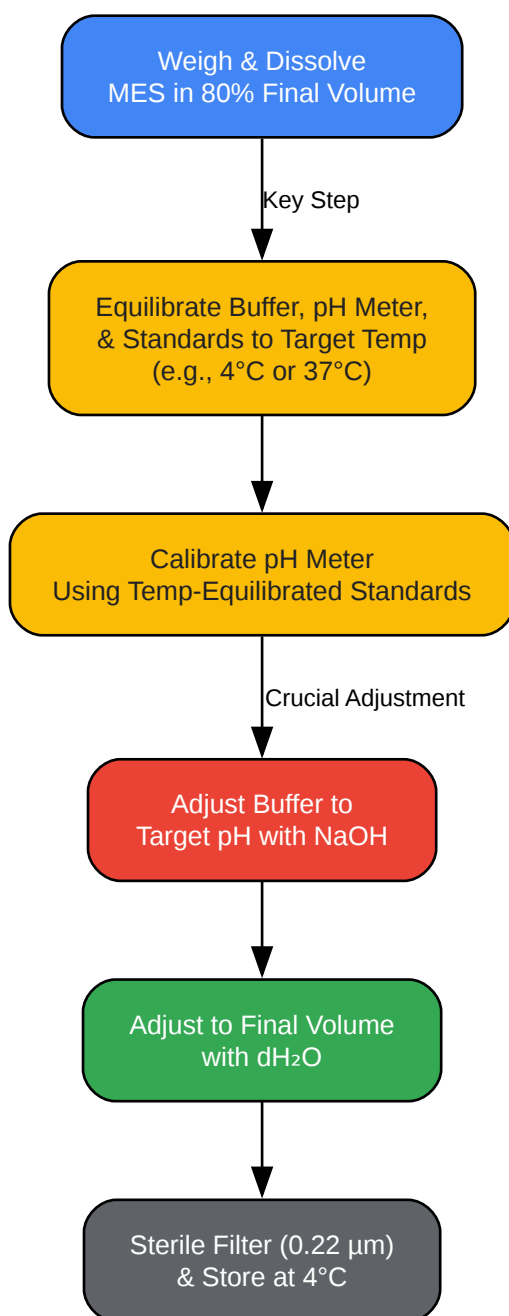 Weigh & Dissolve
MES in 80% Final Volume
Key Step
Equilibrate Buffer, pH Meter,
& Standards to Target Temp
(e.g., 4°C or 37°C)
Calibrate pH Meter
Using Temp-Equilibrated Standards
Crucial Adjustment
Adjust Buffer to
Target pH with NaOH
Adjust to Final Volume
with dH₂O
Sterile Filter (0.22 µm)
& Store at 4°C